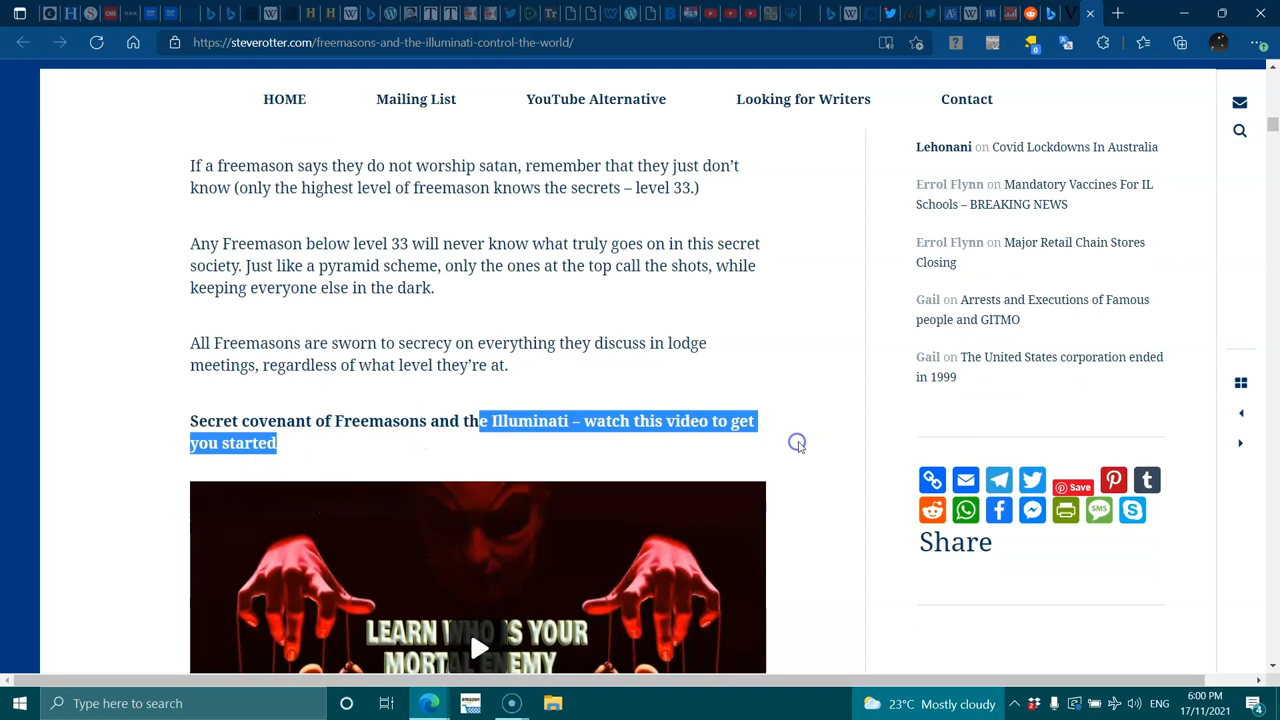 https://steverotter.com/freemasons-and-the-illuminati-control-the-world/
HOME
Mailing List
YouTube Alternative
Looking for Writers
Contact
If a freemason says they do not worship satan, remember that they just don’t
know (only the highest level of freemason knows the secrets – level 33.)
Any Freemason below level 33 will never know what truly goes on in this secret
society. Just like a pyramid scheme, only the ones at the top call the shots, while
keeping everyone else in the dark.
All Freemasons are sworn to secrecy on everything they discuss in lodge
meetings, regardless of what level they’re at.
Secret covenant of Freemasons and the Illuminati – watch this video to get
you started
LEARN WHO IS YOUR
MORTAL ENEMY
Lehonani on Covid Lockdowns In Australia
Errol Flynn on Mandatory Vaccines For IL
Schools – BREAKING NEWS
Errol Flynn on Major Retail Chain Stores
Closing
Gail on Arrests and Executions of Famous
people and GITMO
Gail on The United States corporation ended
in 1999
Save
SMS
Share
Type here to search
amazon
23°C Mostly cloudy
ENG
6:00 PM
17/11/2021
4